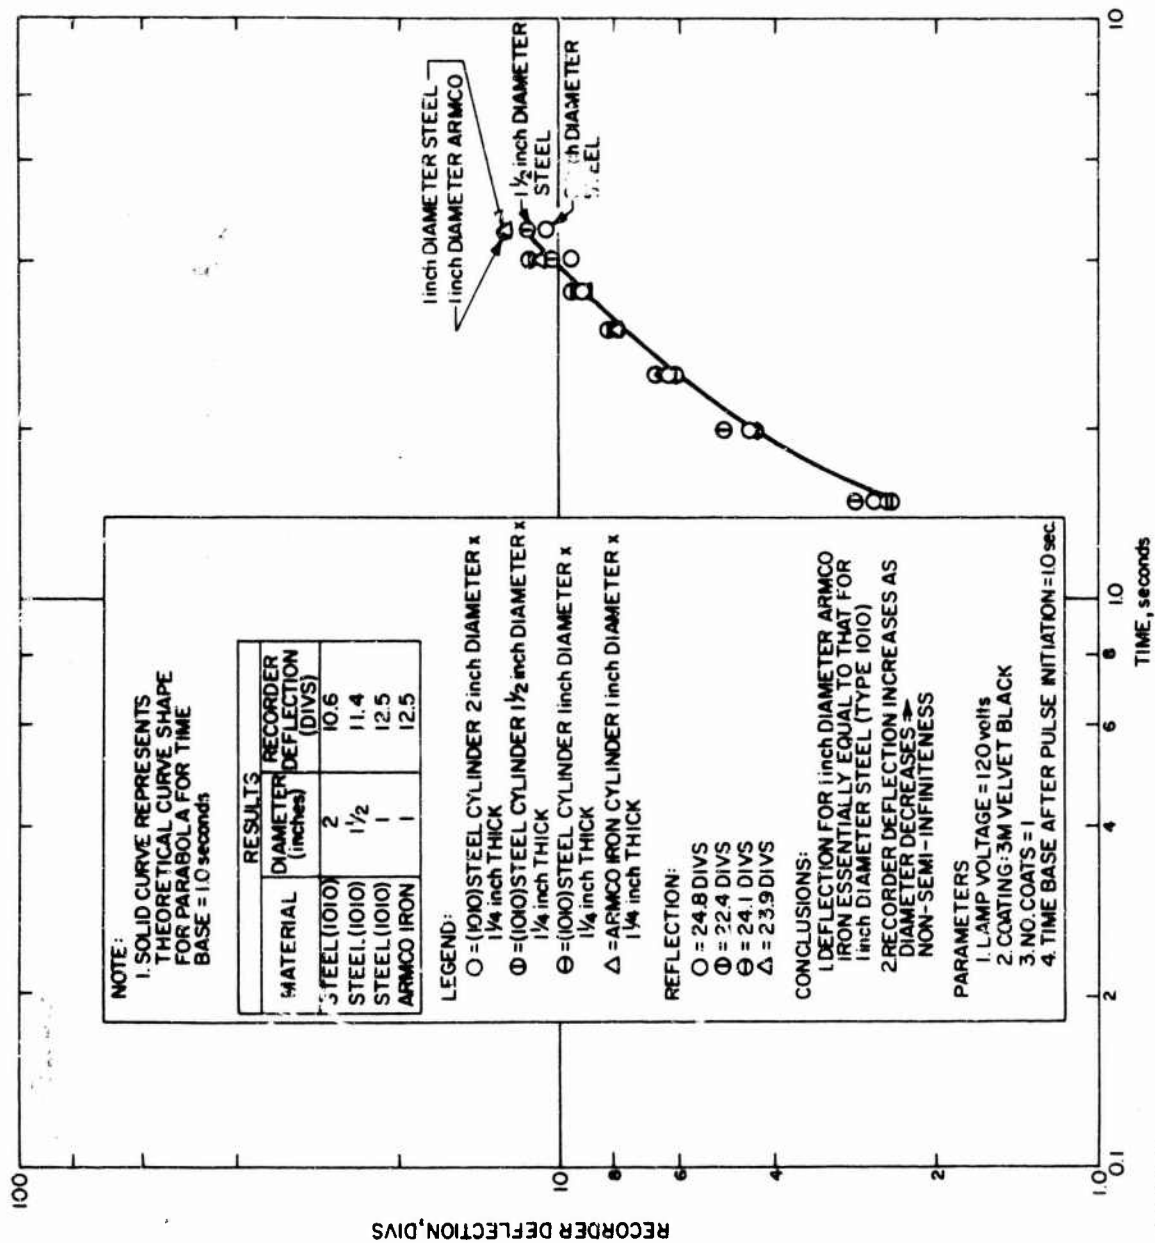 RECORDER DEFLECTION, DIVS
100
10
8
6
4
2
1.0
0.1
2
4
6
8
1.0
10
TIME, seconds
NOTE:
1. SOLID CURVE REPRESENTS
THEORETICAL CURVE SHAPE
FOR PARABOLA FOR TIME
BASE = 1.0 seconds
RESULTS
MATERIAL DIAMETER (inches) RECORDER DEFLECTION (DIVS)
STEEL (1010) 2 10.6
STEEL (1010) 1 1/2 11.4
STEEL (1010) 1 12.5
ARMCO IRON 1 12.5
LEGEND:
○ = (1010) STEEL CYLINDER 2 inch DIAMETER x
1 1/4 inch THICK
⦶ = (1010) STEEL CYLINDER 1 1/2 inch DIAMETER x
1/4 inch THICK
⊖ = (1010) STEEL CYLINDER 1 inch DIAMETER x
1/4 inch THICK
△ = ARMCO IRON CYLINDER 1 inch DIAMETER x
1 1/4 inch THICK
REFLECTION:
○ = 24.8 DIVS
⦶ = 22.4 DIVS
⊖ = 24.1 DIVS
△ = 23.9 DIVS
CONCLUSIONS:
1. DEFLECTION FOR 1 inch DIAMETER ARMCO
IRON ESSENTIALLY EQUAL TO THAT FOR
1 inch DIAMETER STEEL (TYPE 1010)
2. RECORDER DEFLECTION INCREASES AS
DIAMETER DECREASES ⇒
NON-SEMI-INFINITENESS
PARAMETERS
1. LAMP VOLTAGE = 120 volts
2. COATING: 3M VELVET BLACK
3. NO. COATS = 1
4. TIME BASE AFTER PULSE INITIATION = 1.0 sec.
1 inch DIAMETER STEEL
1 inch DIAMETER ARMCO
1 1/2 inch DIAMETER
STEEL
DIAMETER